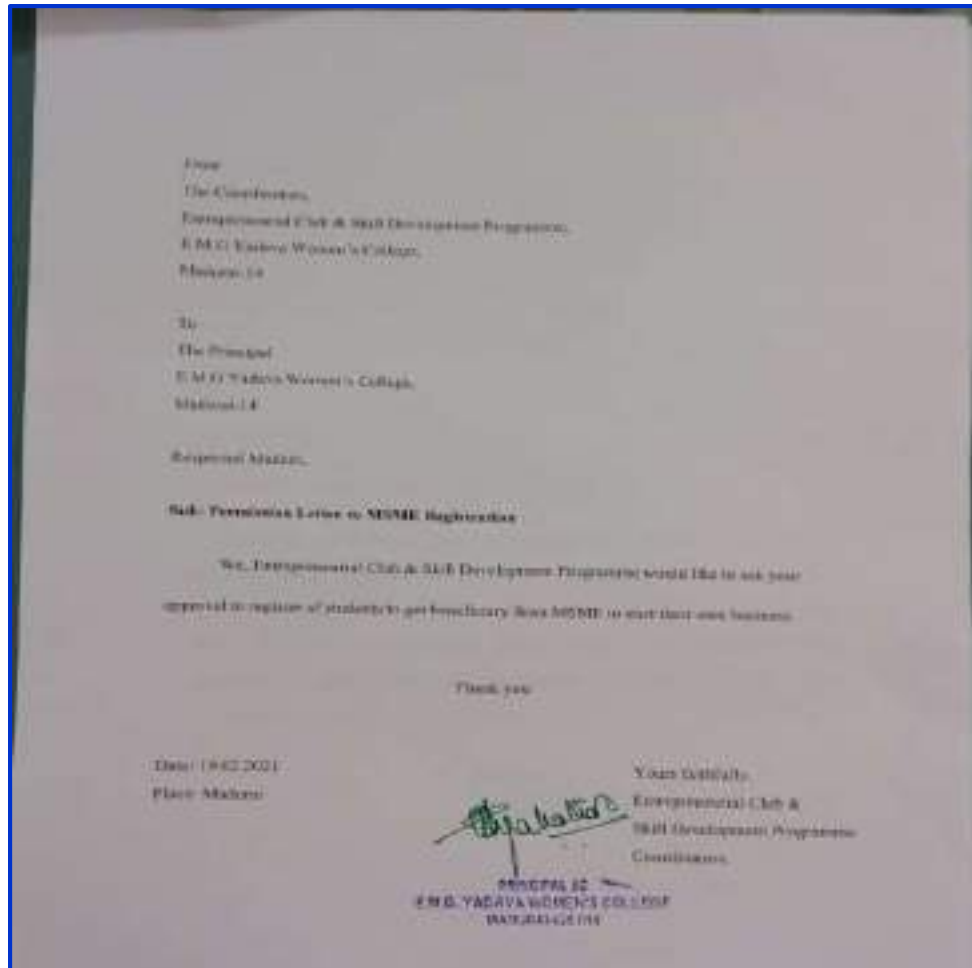 From
The Coordinators,
Entrepreneurial Club & Skill Development Programme,
E.M.G Yadava Women's College,
Madurai-14
To
The Principal
E.M.G Yadava Women's College,
Madurai-14
Respected Madam,
Sub: Permission Letter to MSME Registration
We, Entrepreneurial Club & Skill Development Programme would like to ask your
approval to register of students to get beneficiary from MSME to start their own business.
Thank you
Date: 2021
Place: Madurai
Yours faithfully,
Entrepreneurial Club &
Skill Development Programme
Coordinators
PRINCIPAL
E.M.G. YADAVA WOMEN'S COLLEGE